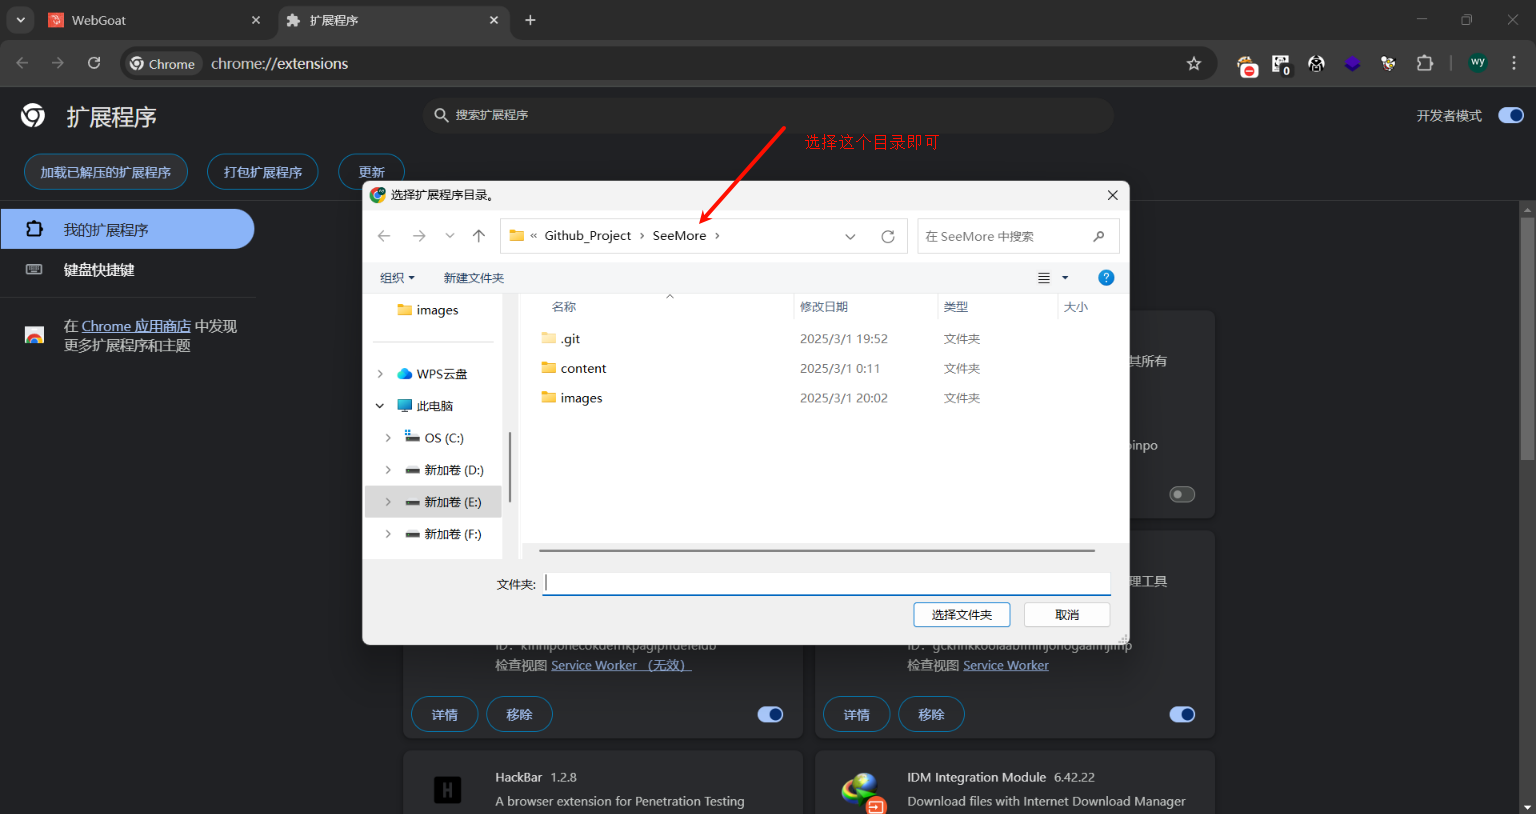 WebGoat
扩展程序
Chrome
chrome://extensions
0
wy
扩展程序
搜索扩展程序
开发者模式
选择这个目录即可
加载已解压的扩展程序
打包扩展程序
更新
选择扩展程序目录。
我的扩展程序
键盘快捷键
在 Chrome 应用商店 中发现
更多扩展程序和主题
« Github_Project › SeeMore ›
在 SeeMore 中搜索
组织
新建文件夹
images
WPS云盘
此电脑
OS (C:)
新加卷 (D:)
新加卷 (E:)
新加卷 (F:)
名称 修改日期 类型 大小
.git 2025/3/1 19:52 文件夹
content 2025/3/1 0:11 文件夹
images 2025/3/1 20:02 文件夹
文件夹:
选择文件夹
取消
其所有
inpo
理工具
检查视图 Service Worker （无效）
检查视图 Service Worker
详情
移除
详情
移除
H
HackBar 1.2.8
A browser extension for Penetration Testing
IDM Integration Module 6.42.22
Download files with Internet Download Manager